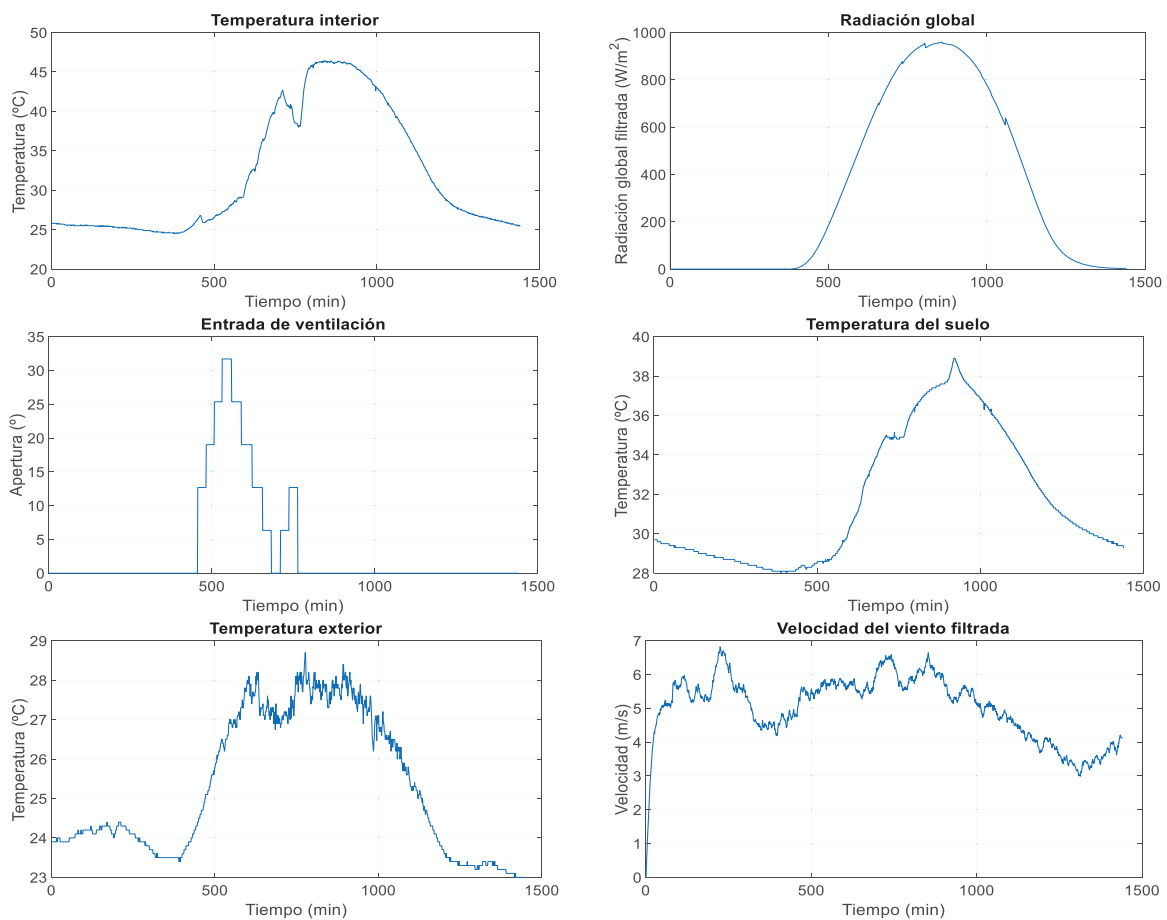 Temperatura interior
50
45
40
35
30
25
20
Temperatura (ºC)
0 500 1000 1500
Tiempo (min)
Radiación global
1000
800
600
400
200
0
Radiación global filtrada (W/m²)
0 500 1000 1500
Tiempo (min)
Entrada de ventilación
35
30
25
20
15
10
5
0
Apertura (º)
0 500 1000 1500
Tiempo (min)
Temperatura del suelo
40
38
36
34
32
30
28
Temperatura (ºC)
0 500 1000 1500
Tiempo (min)
Temperatura exterior
29
28
27
26
25
24
23
Temperatura (ºC)
0 500 1000 1500
Tiempo (min)
Velocidad del viento filtrada
7
6
5
4
3
2
1
0
Velocidad (m/s)
0 500 1000 1500
Tiempo (min)